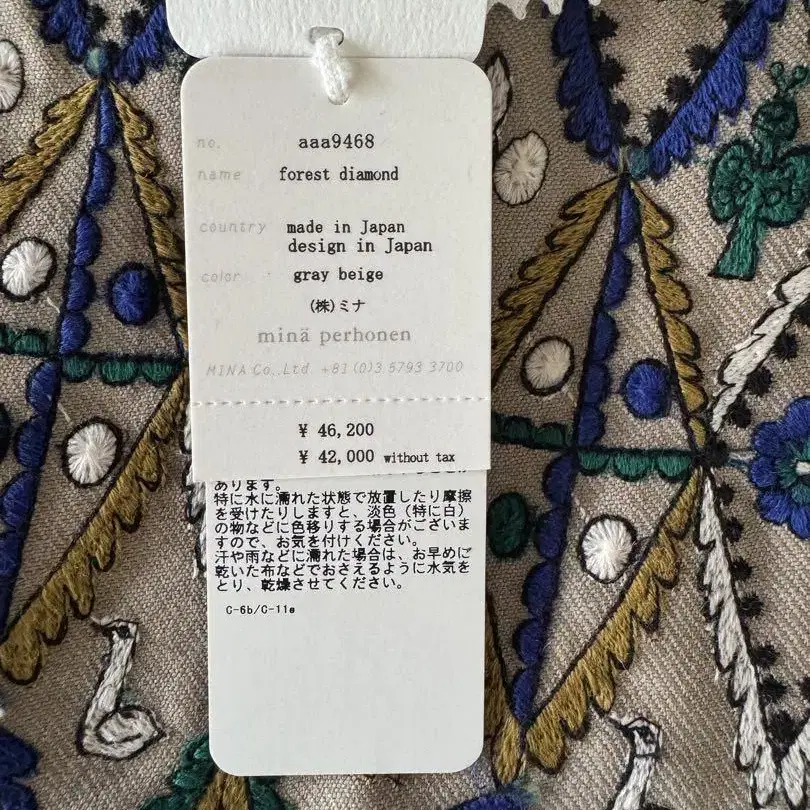 no. aaa9468
name forest diamond
country made in Japan
design in Japan
color gray beige
(株)ミナ
minä perhonen
MINA Co.,Ltd. +81(0)3 5793 3700
¥ 46,200
¥ 42,000 without tax
あります。
特に水に濡れた状態で放置したり摩擦
を受けたりしますと、淡色（特に白）
の物などに色移りする場合がございま
すので、お気を付けください。
汗や雨などに濡れた場合は、お早めに
乾いた布などでおさえるように水気を
とり、乾燥させてください。
C-6b/C-11e